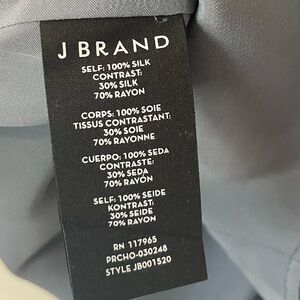 J BRAND
SELF: 100% SILK
CONTRAST:
30% SILK
70% RAYON
CORPS: 100% SOIE
TISSUS CONTRASTANT:
30% SOIE
70% RAYONNE
CUERPO: 100% SEDA
CONTRASTE:
30% SEDA
70% RAYÓN
SELF: 100% SEIDE
KONTRAST:
30% SEIDE
70% RAYON
RN 117965
PRCHO-030248
STYLE JB001520